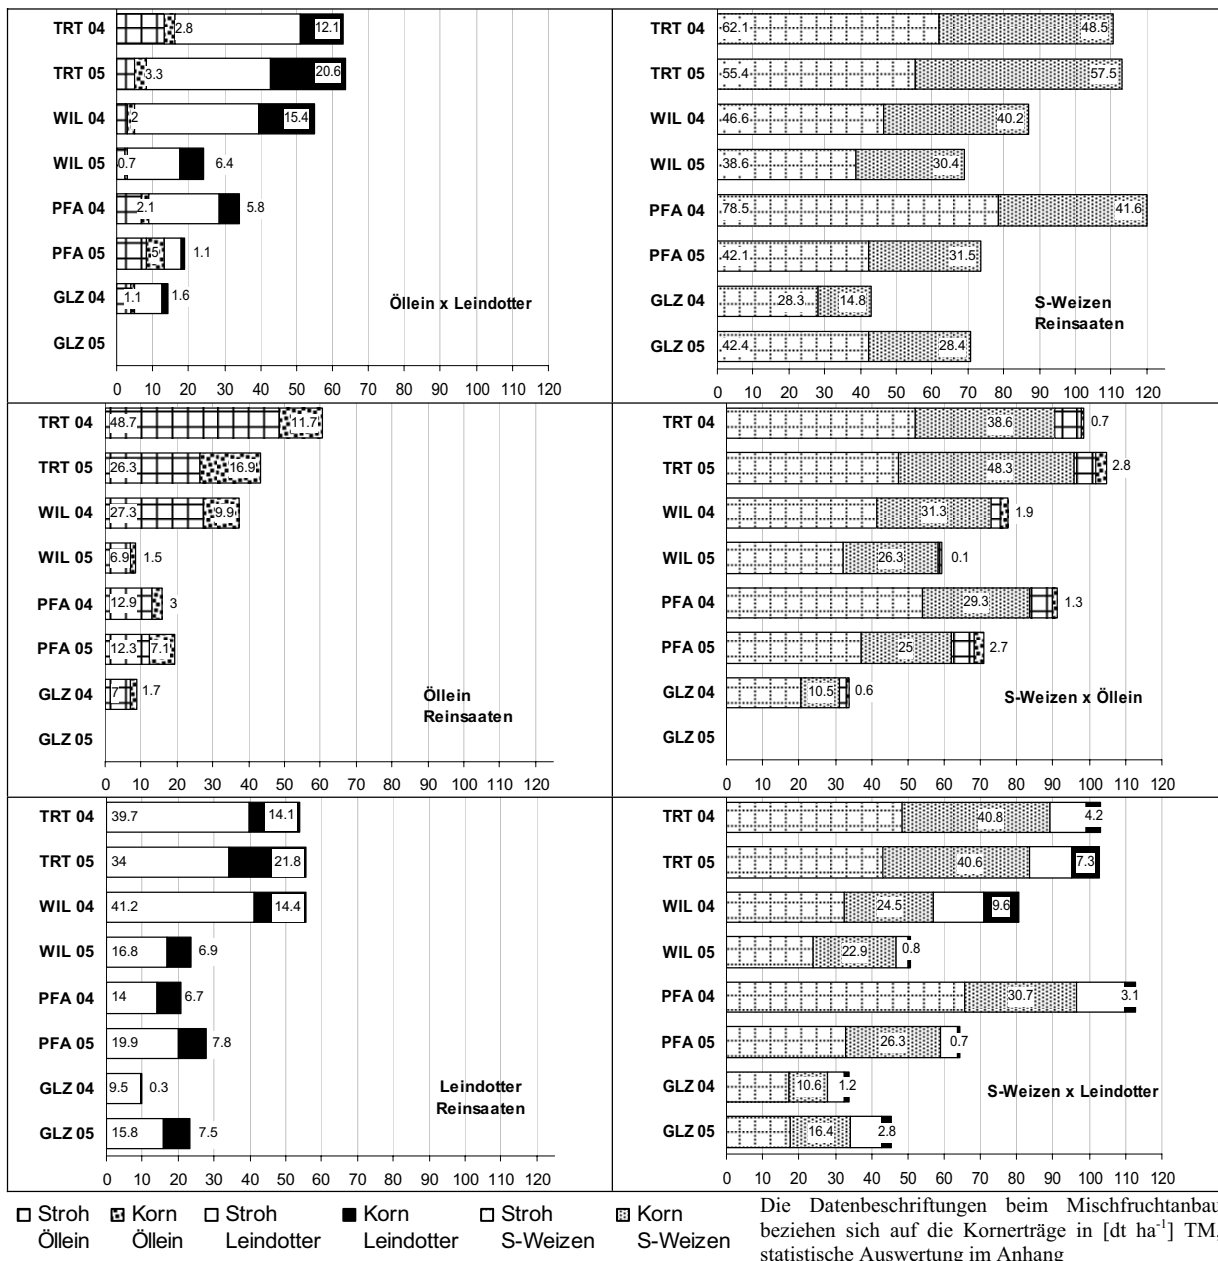 TRT 04 2.8 12.1
TRT 05 3.3 20.6
WIL 04 2 15.4
WIL 05 0.7 6.4
PFA 04 2.1 5.8
PFA 05 5 1.1
GLZ 04 1.1 1.6
GLZ 05
Öllein x Leindotter
0 10 20 30 40 50 60 70 80 90 100 110 120
TRT 04 62.1 48.5
TRT 05 55.4 57.5
WIL 04 46.6 40.2
WIL 05 38.6 30.4
PFA 04 78.5 41.6
PFA 05 42.1 31.5
GLZ 04 28.3 14.8
GLZ 05 42.4 28.4
S-Weizen
Reinsaaten
0 10 20 30 40 50 60 70 80 90 100 110 120
TRT 04 48.7 11.7
TRT 05 26.3 16.9
WIL 04 27.3 9.9
WIL 05 6.9 1.5
PFA 04 12.9 3
PFA 05 12.3 7.1
GLZ 04 7 1.7
GLZ 05
Öllein
Reinsaaten
0 10 20 30 40 50 60 70 80 90 100 110 120
TRT 04 38.6 0.7
TRT 05 48.3 2.8
WIL 04 31.3 1.9
WIL 05 26.3 0.1
PFA 04 29.3 1.3
PFA 05 25 2.7
GLZ 04 10.5 0.6
GLZ 05
S-Weizen x Öllein
0 10 20 30 40 50 60 70 80 90 100 110 120
TRT 04 39.7 14.1
TRT 05 34 21.8
WIL 04 41.2 14.4
WIL 05 16.8 6.9
PFA 04 14 6.7
PFA 05 19.9 7.8
GLZ 04 9.5 0.3
GLZ 05 15.8 7.5
Leindotter
Reinsaaten
0 10 20 30 40 50 60 70 80 90 100 110 120
TRT 04 40.8 4.2
TRT 05 40.6 7.3
WIL 04 24.5 9.6
WIL 05 22.9 0.8
PFA 04 30.7 3.1
PFA 05 26.3 0.7
GLZ 04 10.6 1.2
GLZ 05 16.4 2.8
S-Weizen x Leindotter
0 10 20 30 40 50 60 70 80 90 100 110 120
Stroh Öllein
Korn Öllein
Stroh Leindotter
Korn Leindotter
Stroh S-Weizen
Korn S-Weizen
Die Datenbeschriftungen beim Mischfruchtanbau
beziehen sich auf die Kornerträge in [dt ha⁻¹] TM,
statistische Auswertung im Anhang